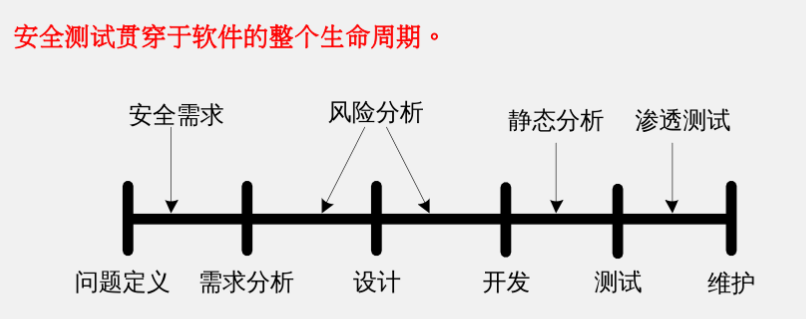 安全测试贯穿于软件的整个生命周期。
安全需求 风险分析 静态分析 渗透测试
问题定义 需求分析 设计 开发 测试 维护